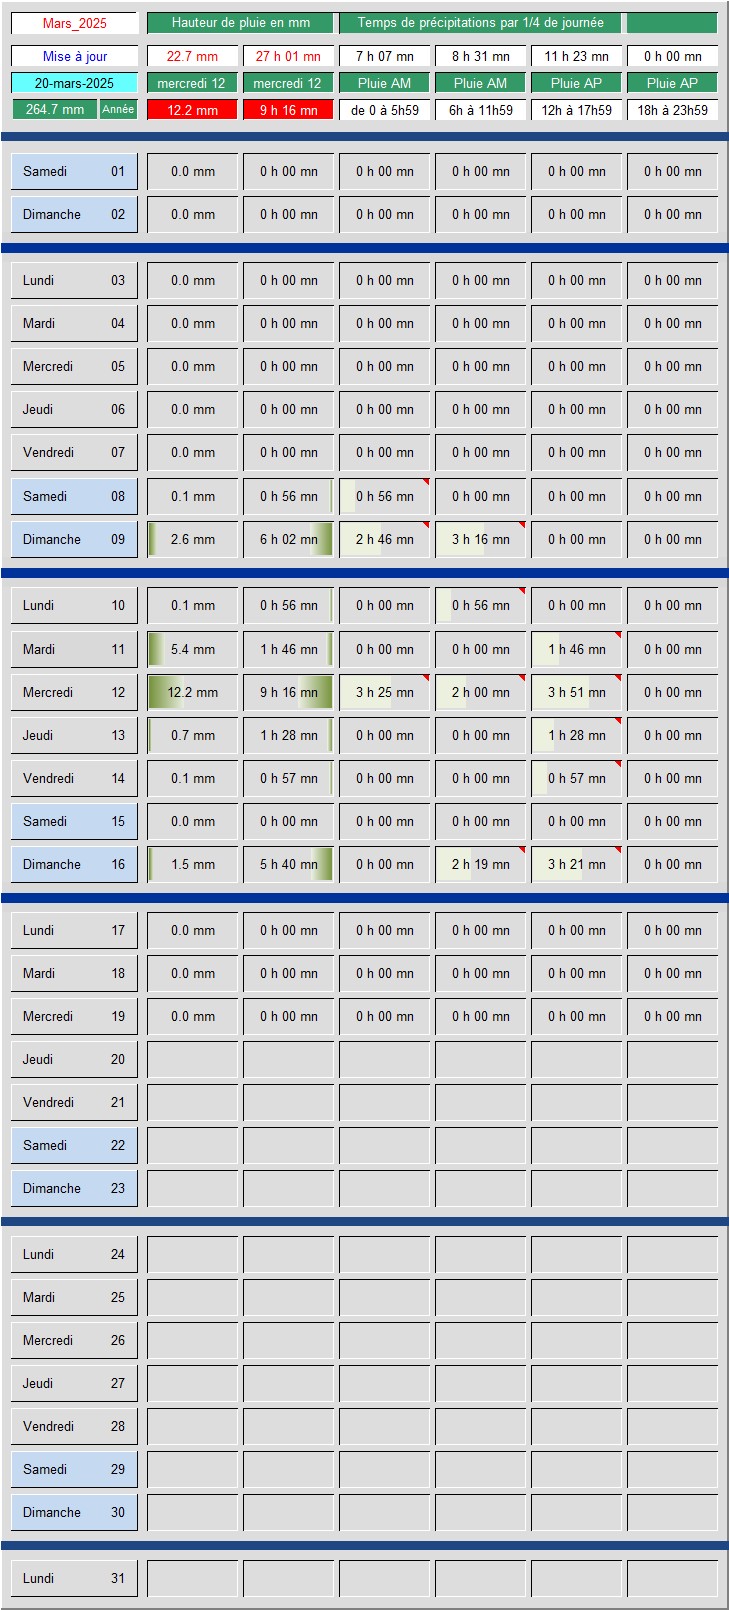 Mars_2025 Hauteur de pluie en mm Temps de précipitations par 1/4 de journée
Mise à jour 22.7 mm 27 h 01 mn 7 h 07 mn 8 h 31 mn 11 h 23 mn 0 h 00 mn
20-mars-2025 mercredi 12 mercredi 12 Pluie AM Pluie AM Pluie AP Pluie AP
264.7 mm Année 12.2 mm 9 h 16 mn de 0 à 5h59 6h à 11h59 12h à 17h59 18h à 23h59
Samedi 01 0.0 mm 0 h 00 mn 0 h 00 mn 0 h 00 mn 0 h 00 mn 0 h 00 mn
Dimanche 02 0.0 mm 0 h 00 mn 0 h 00 mn 0 h 00 mn 0 h 00 mn 0 h 00 mn
Lundi 03 0.0 mm 0 h 00 mn 0 h 00 mn 0 h 00 mn 0 h 00 mn 0 h 00 mn
Mardi 04 0.0 mm 0 h 00 mn 0 h 00 mn 0 h 00 mn 0 h 00 mn 0 h 00 mn
Mercredi 05 0.0 mm 0 h 00 mn 0 h 00 mn 0 h 00 mn 0 h 00 mn 0 h 00 mn
Jeudi 06 0.0 mm 0 h 00 mn 0 h 00 mn 0 h 00 mn 0 h 00 mn 0 h 00 mn
Vendredi 07 0.0 mm 0 h 00 mn 0 h 00 mn 0 h 00 mn 0 h 00 mn 0 h 00 mn
Samedi 08 0.1 mm 0 h 56 mn 0 h 56 mn 0 h 00 mn 0 h 00 mn 0 h 00 mn
Dimanche 09 2.6 mm 6 h 02 mn 2 h 46 mn 3 h 16 mn 0 h 00 mn 0 h 00 mn
Lundi 10 0.1 mm 0 h 56 mn 0 h 00 mn 0 h 56 mn 0 h 00 mn 0 h 00 mn
Mardi 11 5.4 mm 1 h 46 mn 0 h 00 mn 0 h 00 mn 1 h 46 mn 0 h 00 mn
Mercredi 12 12.2 mm 9 h 16 mn 3 h 25 mn 2 h 00 mn 3 h 51 mn 0 h 00 mn
Jeudi 13 0.7 mm 1 h 28 mn 0 h 00 mn 0 h 00 mn 1 h 28 mn 0 h 00 mn
Vendredi 14 0.1 mm 0 h 57 mn 0 h 00 mn 0 h 00 mn 0 h 57 mn 0 h 00 mn
Samedi 15 0.0 mm 0 h 00 mn 0 h 00 mn 0 h 00 mn 0 h 00 mn 0 h 00 mn
Dimanche 16 1.5 mm 5 h 40 mn 0 h 00 mn 2 h 19 mn 3 h 21 mn 0 h 00 mn
Lundi 17 0.0 mm 0 h 00 mn 0 h 00 mn 0 h 00 mn 0 h 00 mn 0 h 00 mn
Mardi 18 0.0 mm 0 h 00 mn 0 h 00 mn 0 h 00 mn 0 h 00 mn 0 h 00 mn
Mercredi 19 0.0 mm 0 h 00 mn 0 h 00 mn 0 h 00 mn 0 h 00 mn 0 h 00 mn
Jeudi 20
Vendredi 21
Samedi 22
Dimanche 23
Lundi 24
Mardi 25
Mercredi 26
Jeudi 27
Vendredi 28
Samedi 29
Dimanche 30
Lundi 31